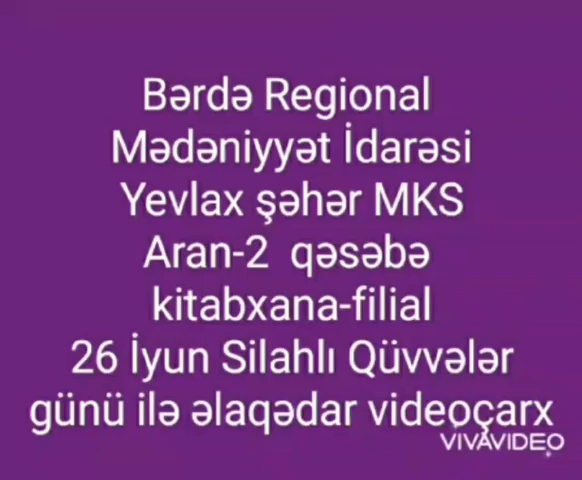 Bərdə Regional
Mədəniyyət İdarəsi
Yevlax şəhər MKS
Aran-2 qəsəbə
kitabxana-filial
26 İyun Silahlı Qüvvələr
günü ilə əlaqədar videoçarx
VIVAVIDEO